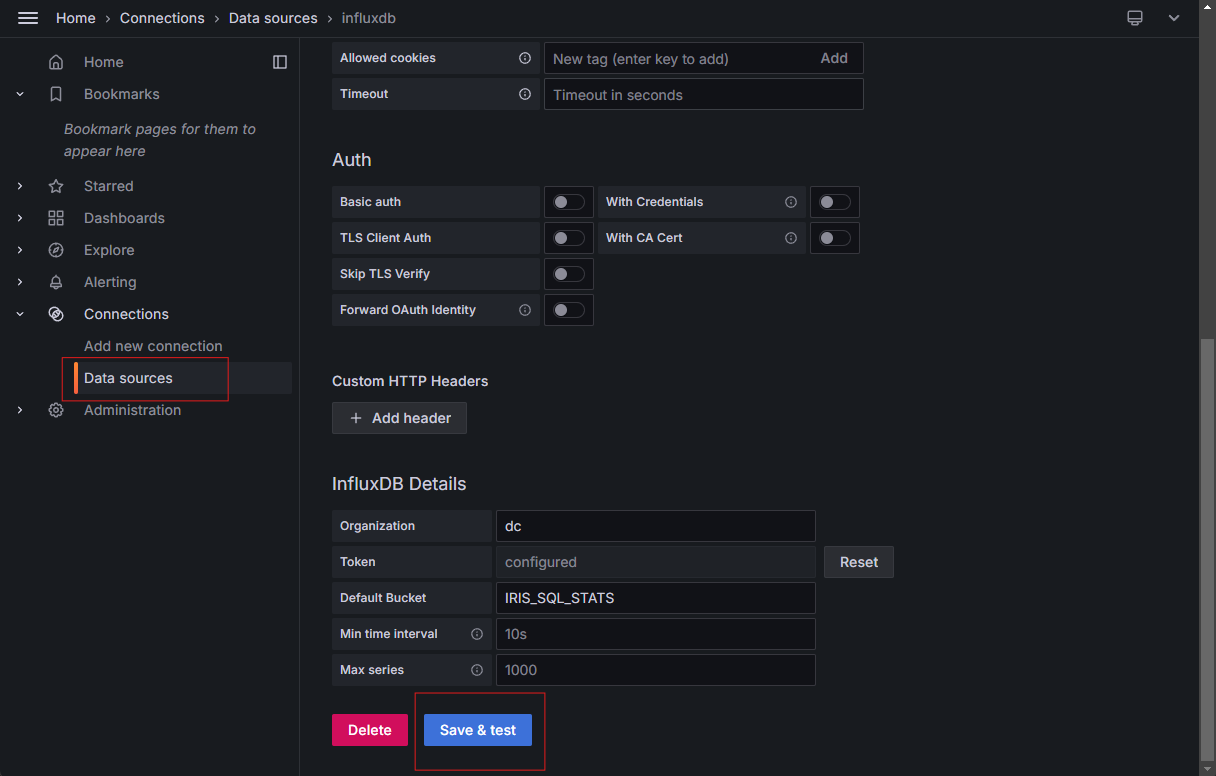 Home › Connections › Data sources › influxdb
Home
Bookmarks
Bookmark pages for them to
appear here
Starred
Dashboards
Explore
Alerting
Connections
Add new connection
Data sources
Administration
Allowed cookies
New tag (enter key to add)
Add
Timeout
Timeout in seconds
Auth
Basic auth
With Credentials
TLS Client Auth
With CA Cert
Skip TLS Verify
Forward OAuth Identity
Custom HTTP Headers
+ Add header
InfluxDB Details
Organization
dc
Token
configured
Reset
Default Bucket
IRIS_SQL_STATS
Min time interval
10s
Max series
1000
Delete
Save & test